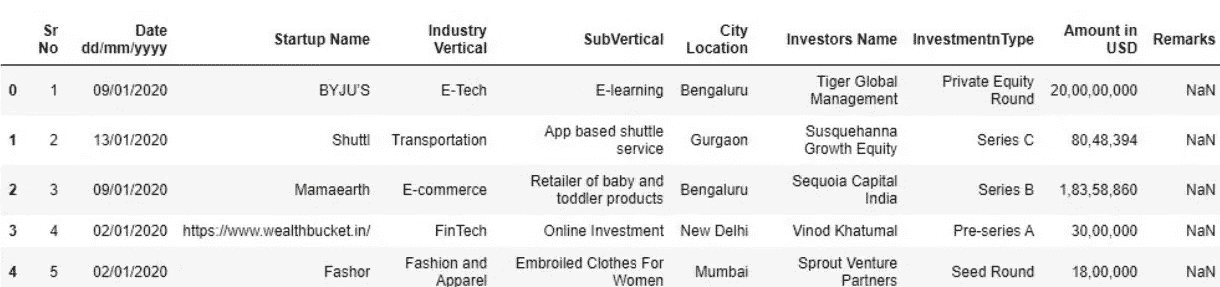 Sr No Date dd/mm/yyyy Startup Name Industry Vertical SubVertical City Location Investors Name InvestmentnType Amount in USD Remarks
0 1 09/01/2020 BYJU'S E-Tech E-learning Bengaluru Tiger Global Management Private Equity Round 20,00,00,000 NaN
1 2 13/01/2020 Shuttl Transportation App based shuttle service Gurgaon Susquehanna Growth Equity Series C 80,48,394 NaN
2 3 09/01/2020 Mamaearth E-commerce Retailer of baby and toddler products Bengaluru Sequoia Capital India Series B 1,83,58,860 NaN
3 4 02/01/2020 https://www.wealthbucket.in/ FinTech Online Investment New Delhi Vinod Khatumal Pre-series A 30,00,000 NaN
4 5 02/01/2020 Fashor Fashion and Apparel Embroiled Clothes For Women Mumbai Sprout Venture Partners Seed Round 18,00,000 NaN